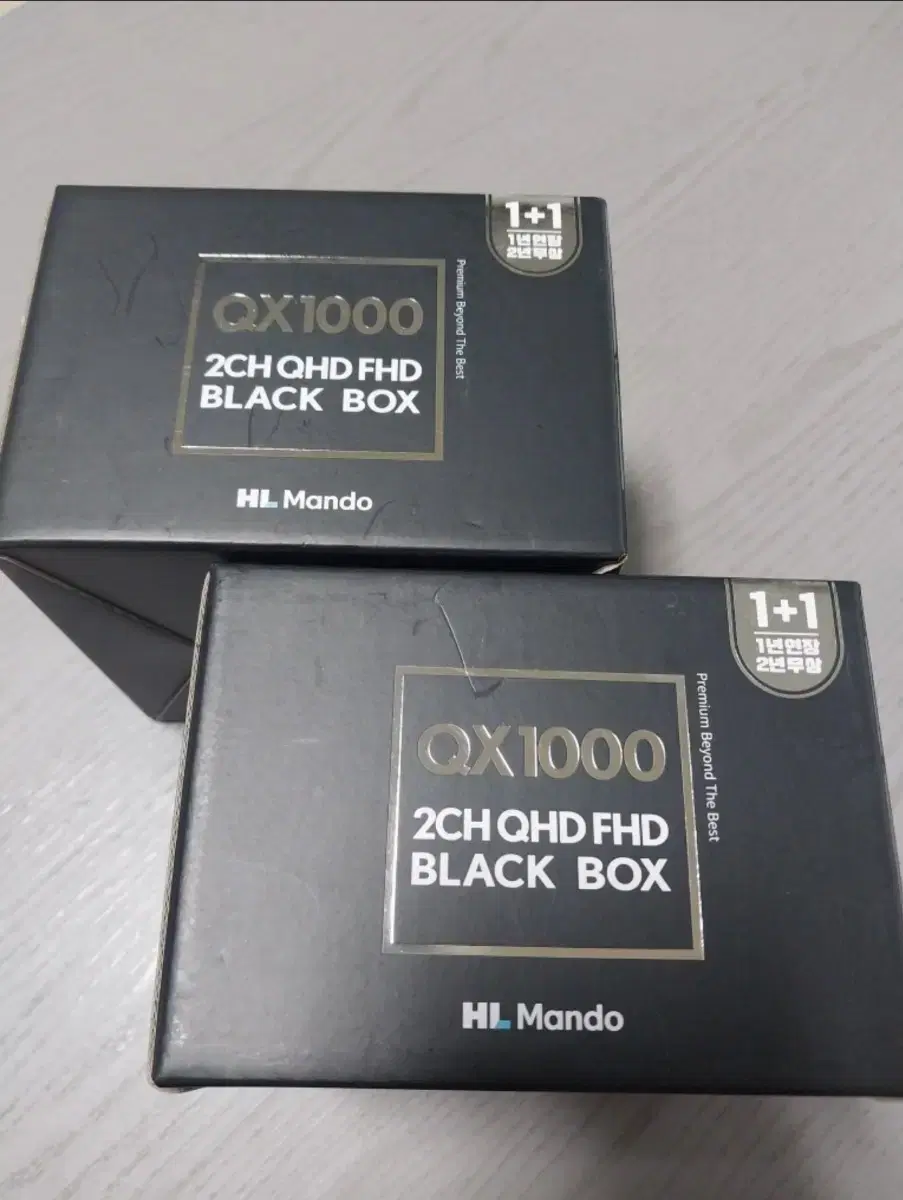 1+1
1년연장
2년무상
Premium Beyond The Best
QX1000
2CH QHD FHD
BLACK BOX
HL Mando
1+1
1년연장
2년무상
Premium Beyond The Best
QX1000
2CH QHD FHD
BLACK BOX
HL Mando